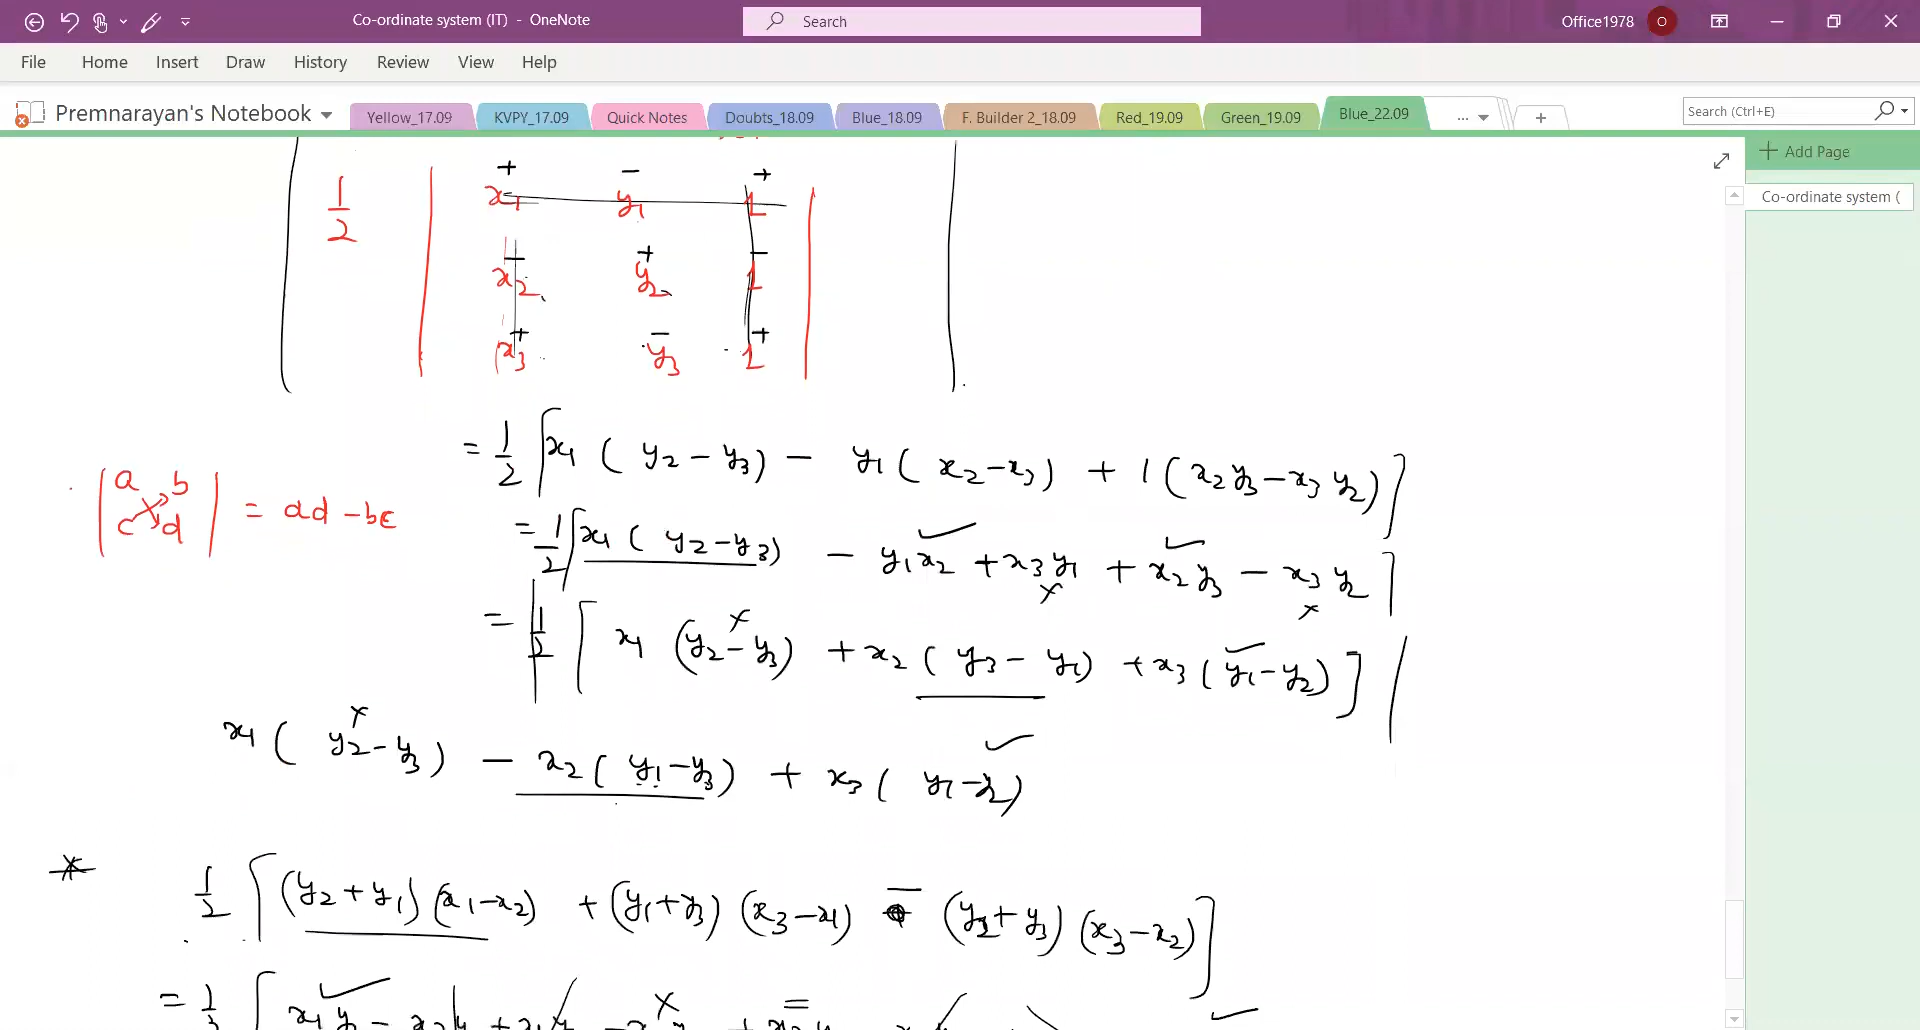 Co-ordinate system (IT) - OneNote
Search
Office1978 O
File Home Insert Draw History Review View Help
Premnarayan's Notebook
Yellow_17.09 KVPY_17.09 Quick Notes Doubts_18.09 Blue_18.09 F. Builder 2_18.09 Red_19.09 Green_19.09 Blue_22.09 ... +
Search (Ctrl+E)
+ Add Page
Co-ordinate system (
+ − +
1/2 | x₁ y₁ 1 |
− + −
x₂ y₂ 1
+ − +
x₃ y₃ 1
= 1/2 [x₁ (y₂ − y₃) − y₁ (x₂ − x₃) + 1 (x₂y₃ − x₃y₂)]
| a b |
| c d | = ad − bc
= 1/2 [x₁ (y₂ − y₃) − y₁x₂ + x₃y₁ + x₂y₃ − x₃y₂]
= |1/2 [x₁ (y₂ − y₃) + x₂ (y₃ − y₁) + x₃ (y₁ − y₂)]|
x₁ (y₂ − y₃) − x₂ (y₁ − y₃) + x₃ (y₁ − y₂)
* 1/2 [(y₂ + y₁)(x₁ − x₂) + (y₁ + y₃)(x₃ − x₁) − (y₂ + y₃)(x₃ − x₂)]